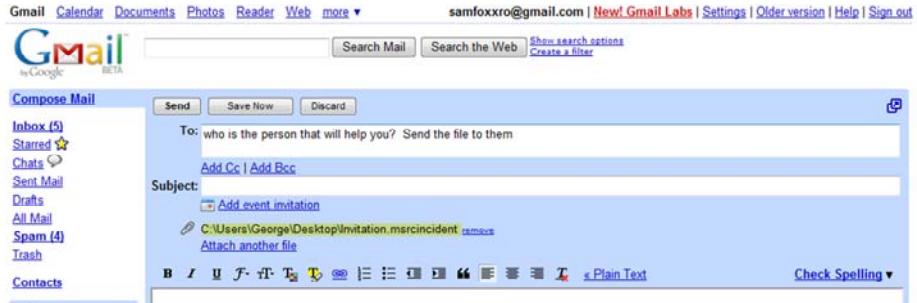 Gmail Calendar Documents Photos Reader Web more ▼ samfoxxro@gmail.com | New! Gmail Labs | Settings | Older version | Help | Sign out
Gmail by Google BETA
Search Mail Search the Web Show search options
Create a filter
Compose Mail
Inbox (5)
Starred
Chats
Sent Mail
Drafts
All Mail
Spam (4)
Trash
Contacts
Send Save Now Discard
To: who is the person that will help you? Send the file to them
Add Cc | Add Bcc
Subject:
Add event invitation
C:\Users\George\Desktop\Invitation.msrcincident remove
Attach another file
B I U « Plain Text Check Spelling ▼